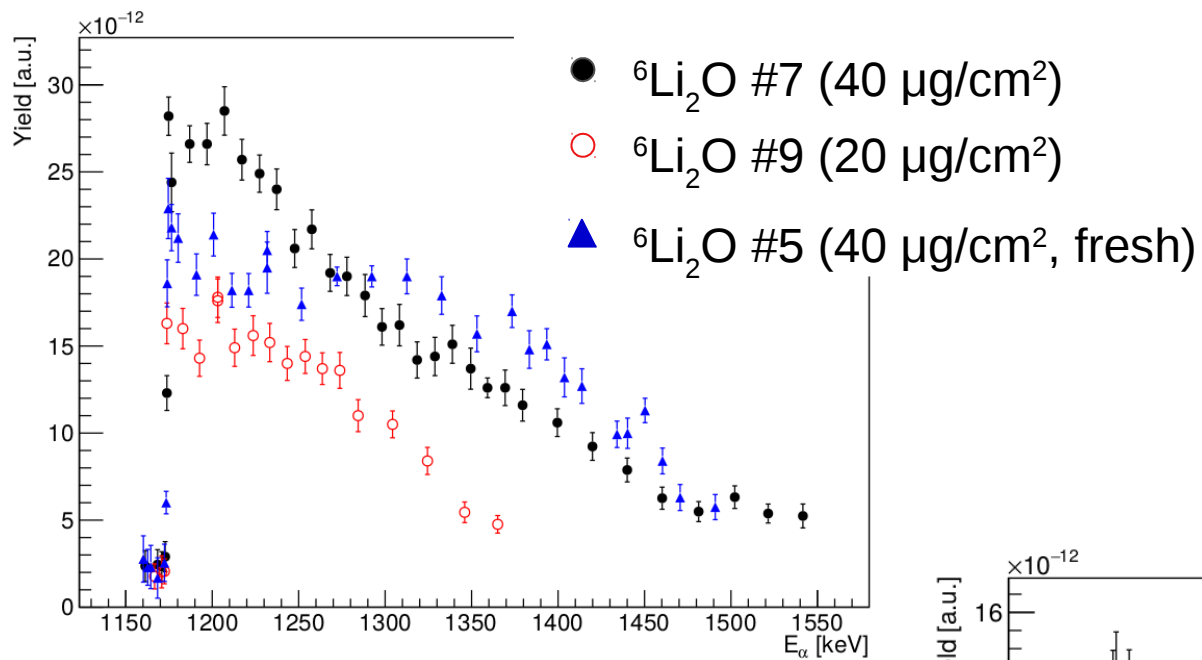 ×10⁻¹²
Yield [a.u.]
30
25
20
15
10
5
0
1150 1200 1250 1300 1350 1400 1450 1500 1550
E_α [keV]
⁶Li₂O #7 (40 μg/cm²)
⁶Li₂O #9 (20 μg/cm²)
⁶Li₂O #5 (40 μg/cm², fresh)
×10⁻¹²
16
[a.u.]